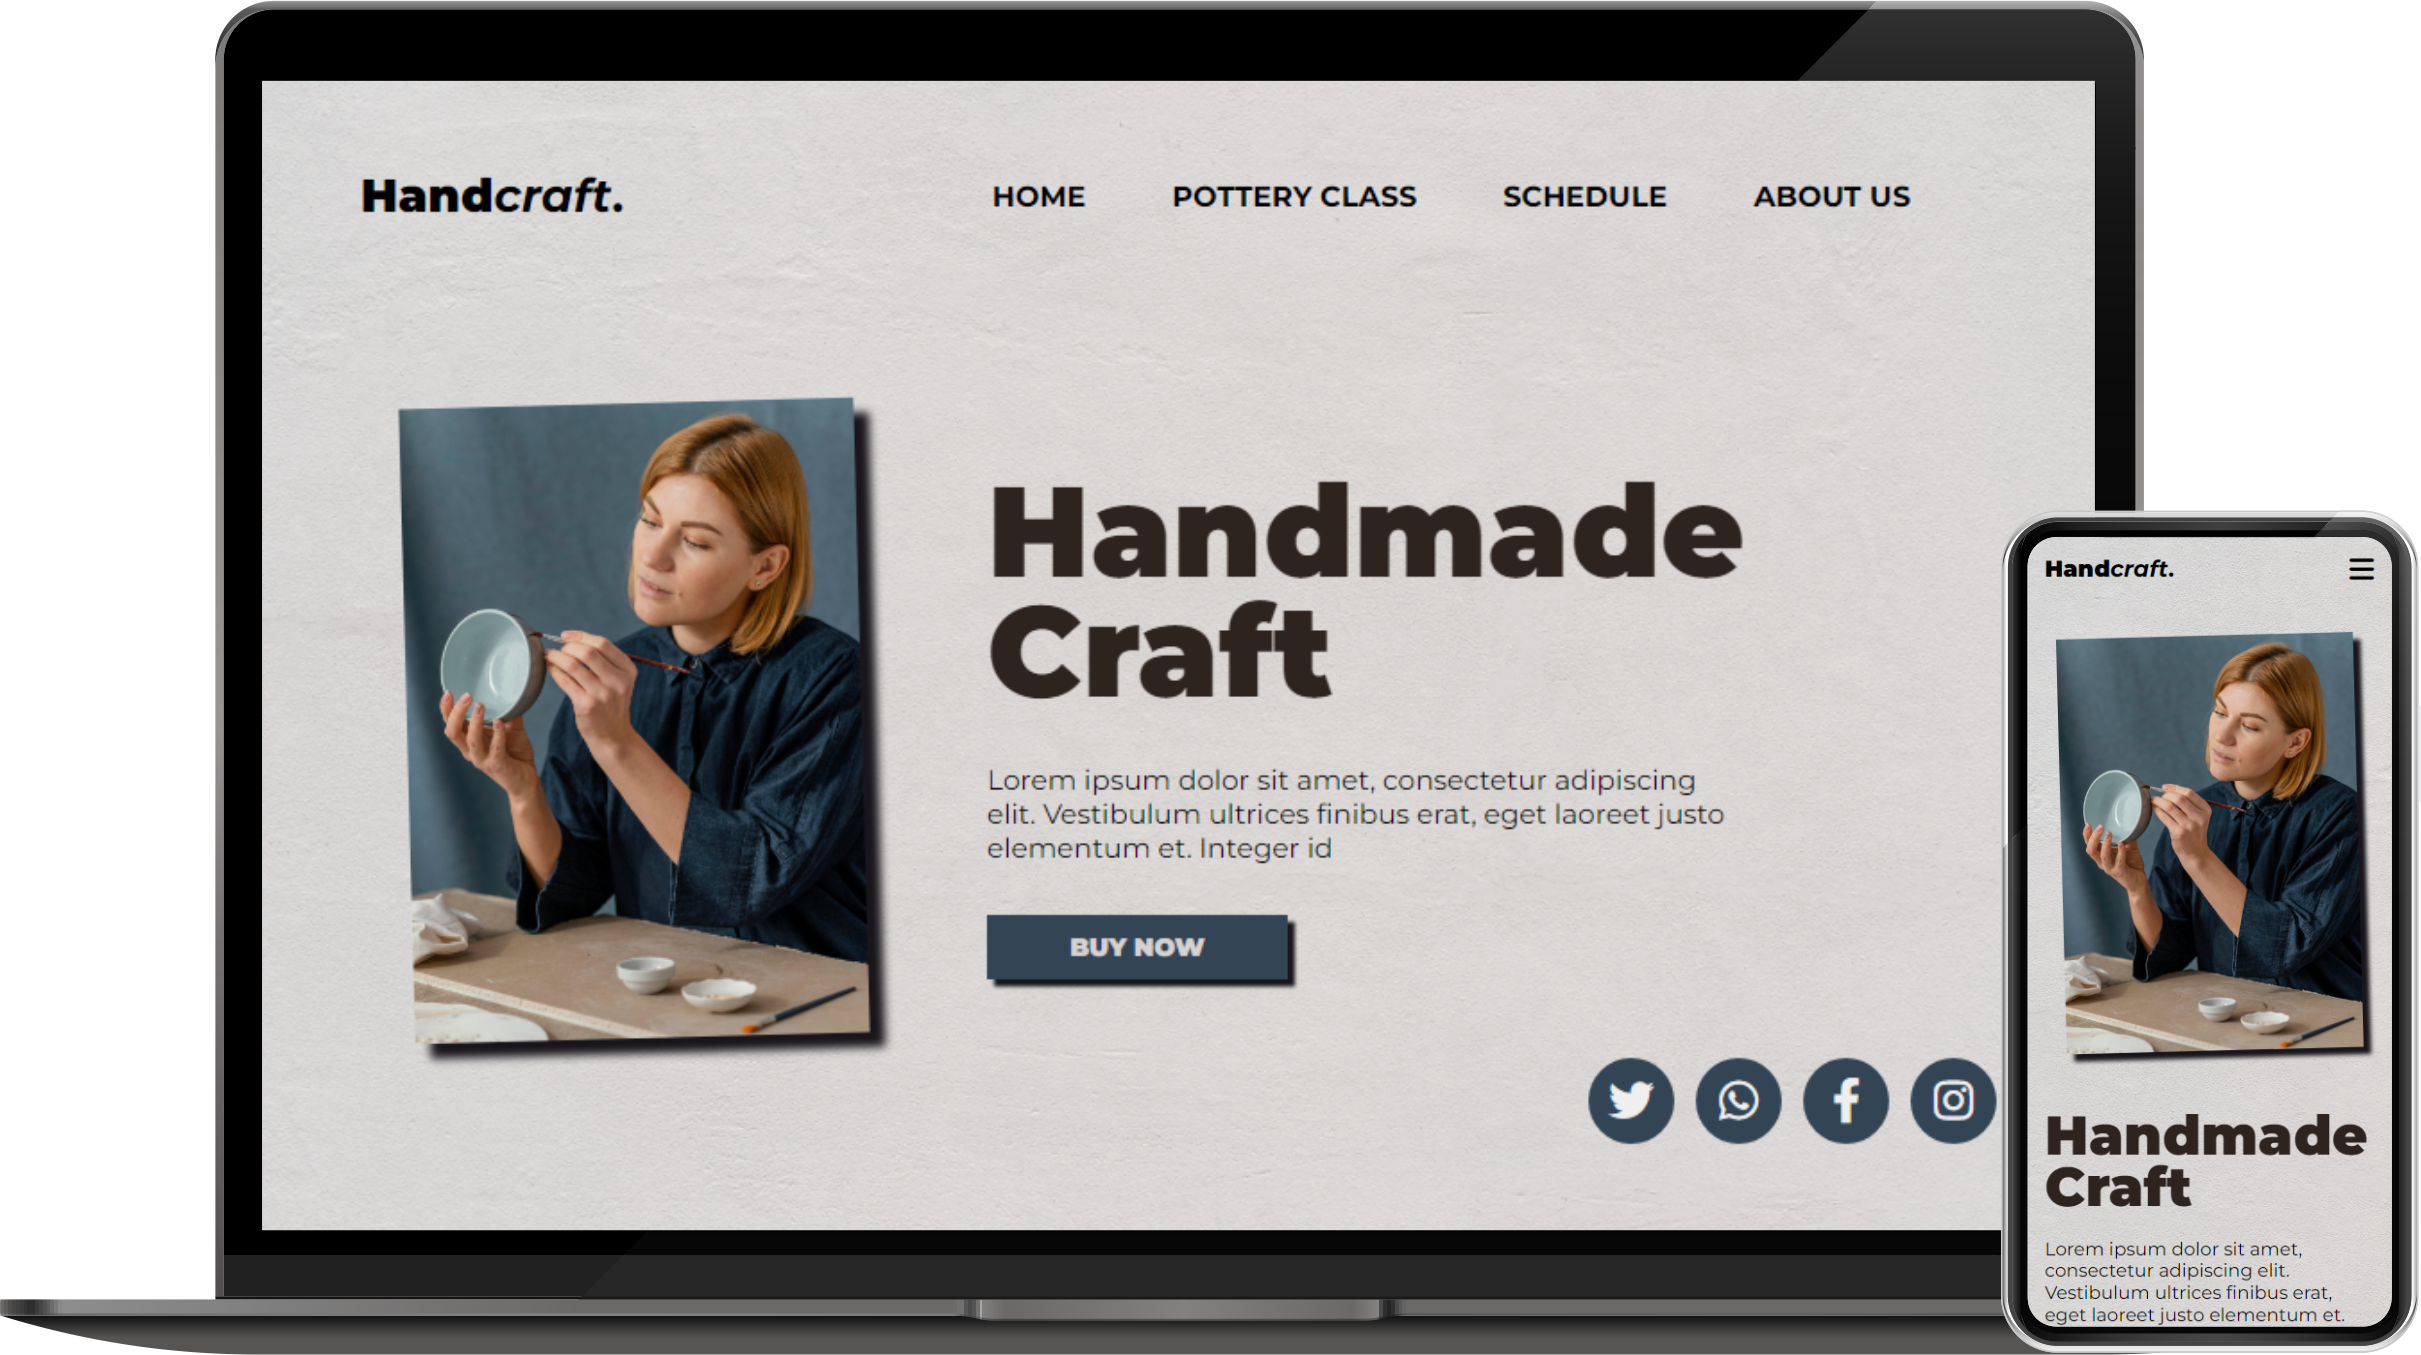 Handcraft.
HOME
POTTERY CLASS
SCHEDULE
ABOUT US
Handmade
Craft
Lorem ipsum dolor sit amet, consectetur adipiscing
elit. Vestibulum ultrices finibus erat, eget laoreet justo
elementum et. Integer id
BUY NOW
Handcraft.
Handmade
Craft
Lorem ipsum dolor sit amet,
consectetur adipiscing elit.
Vestibulum ultrices finibus erat,
eget laoreet justo elementum et.